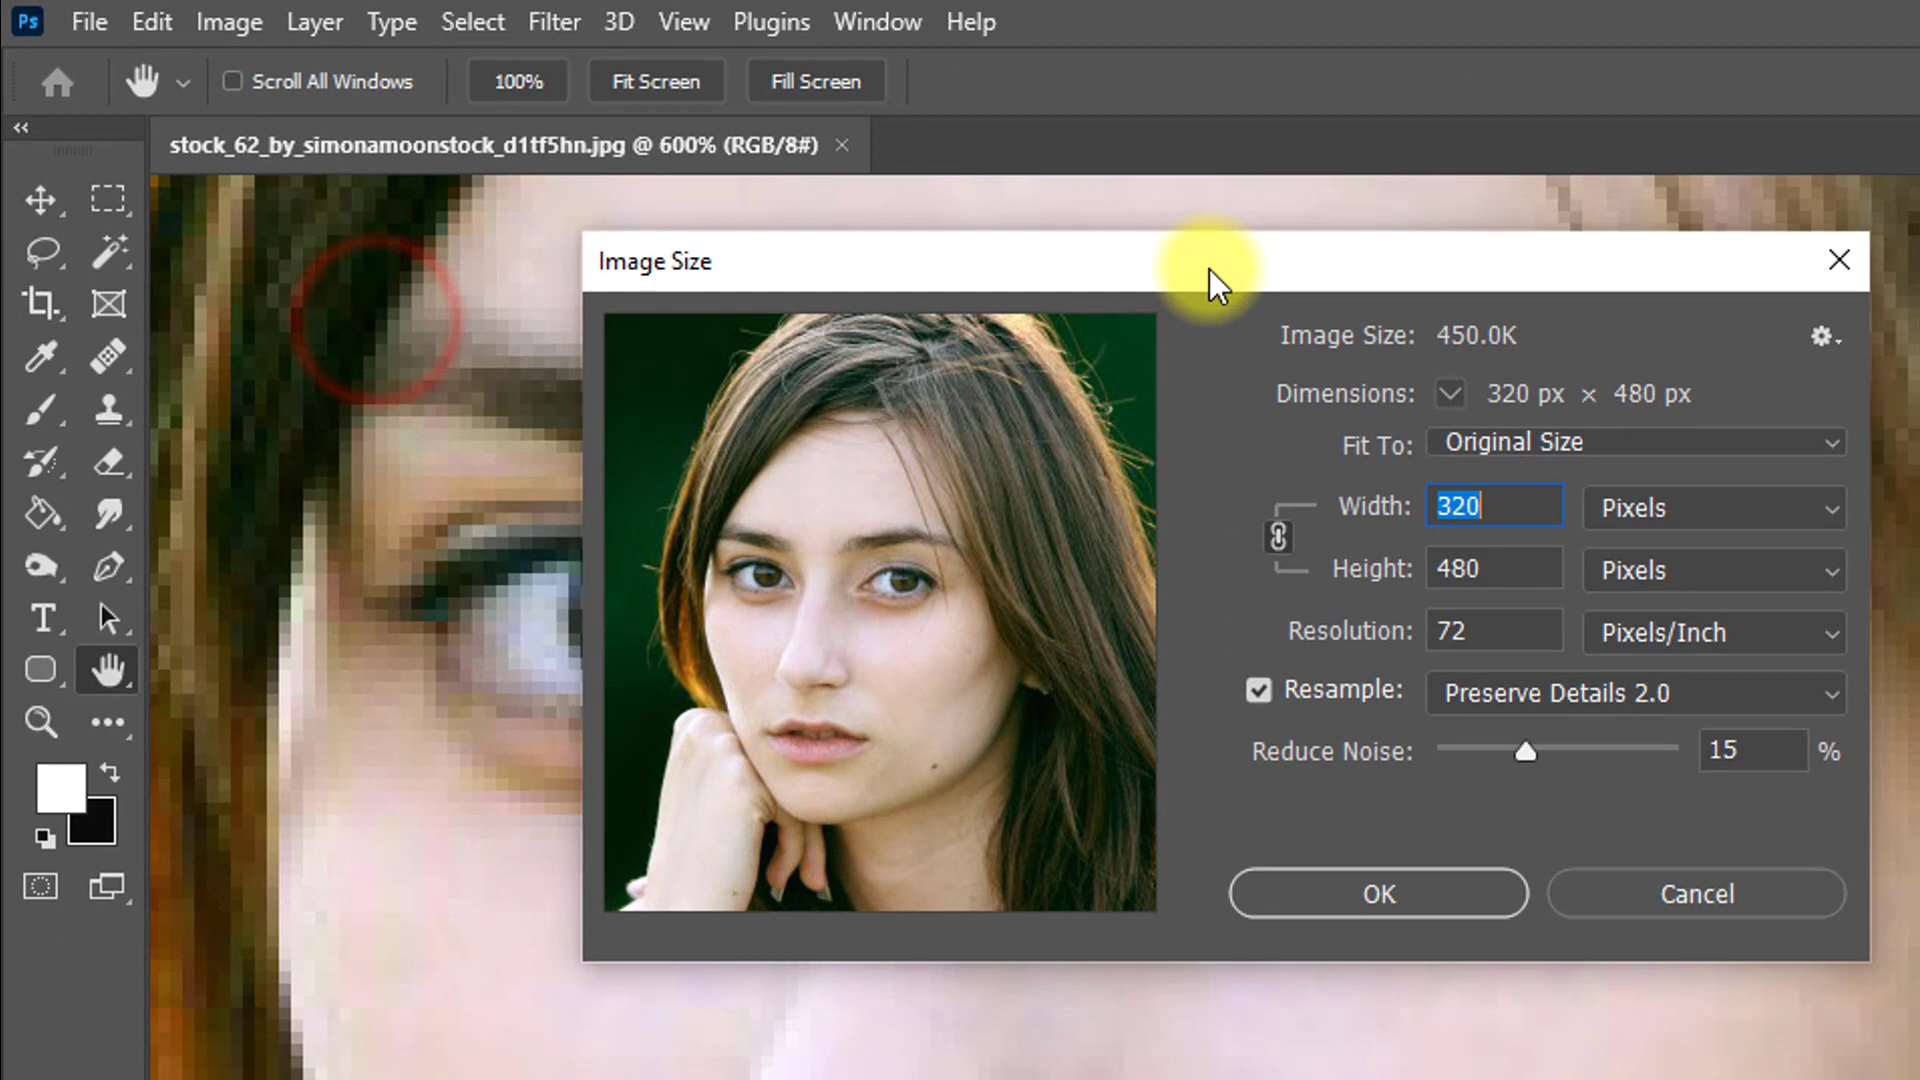 Ps File Edit Image Layer Type Select Filter 3D View Plugins Window Help
Scroll All Windows 100% Fit Screen Fill Screen
stock_62_by_simonamoonstock_d1tf5hn.jpg @ 600% (RGB/8#)
Image Size
Image Size: 450.0K
Dimensions: 320 px × 480 px
Fit To: Original Size
Width: 320 Pixels
Height: 480 Pixels
Resolution: 72 Pixels/Inch
Resample: Preserve Details 2.0
Reduce Noise: 15 %
OK Cancel